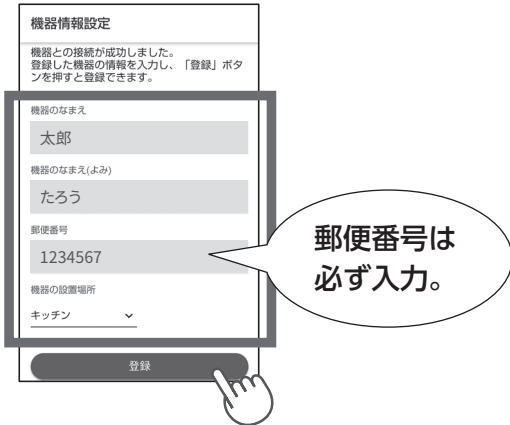 機器情報設定
機器との接続が成功しました。
登録した機器の情報を入力し、「登録」ボタ
ンを押すと登録できます。
機器のなまえ
太郎
機器のなまえ(よみ)
たろう
郵便番号
1234567
郵便番号は
必ず入力。
機器の設置場所
キッチン
登録